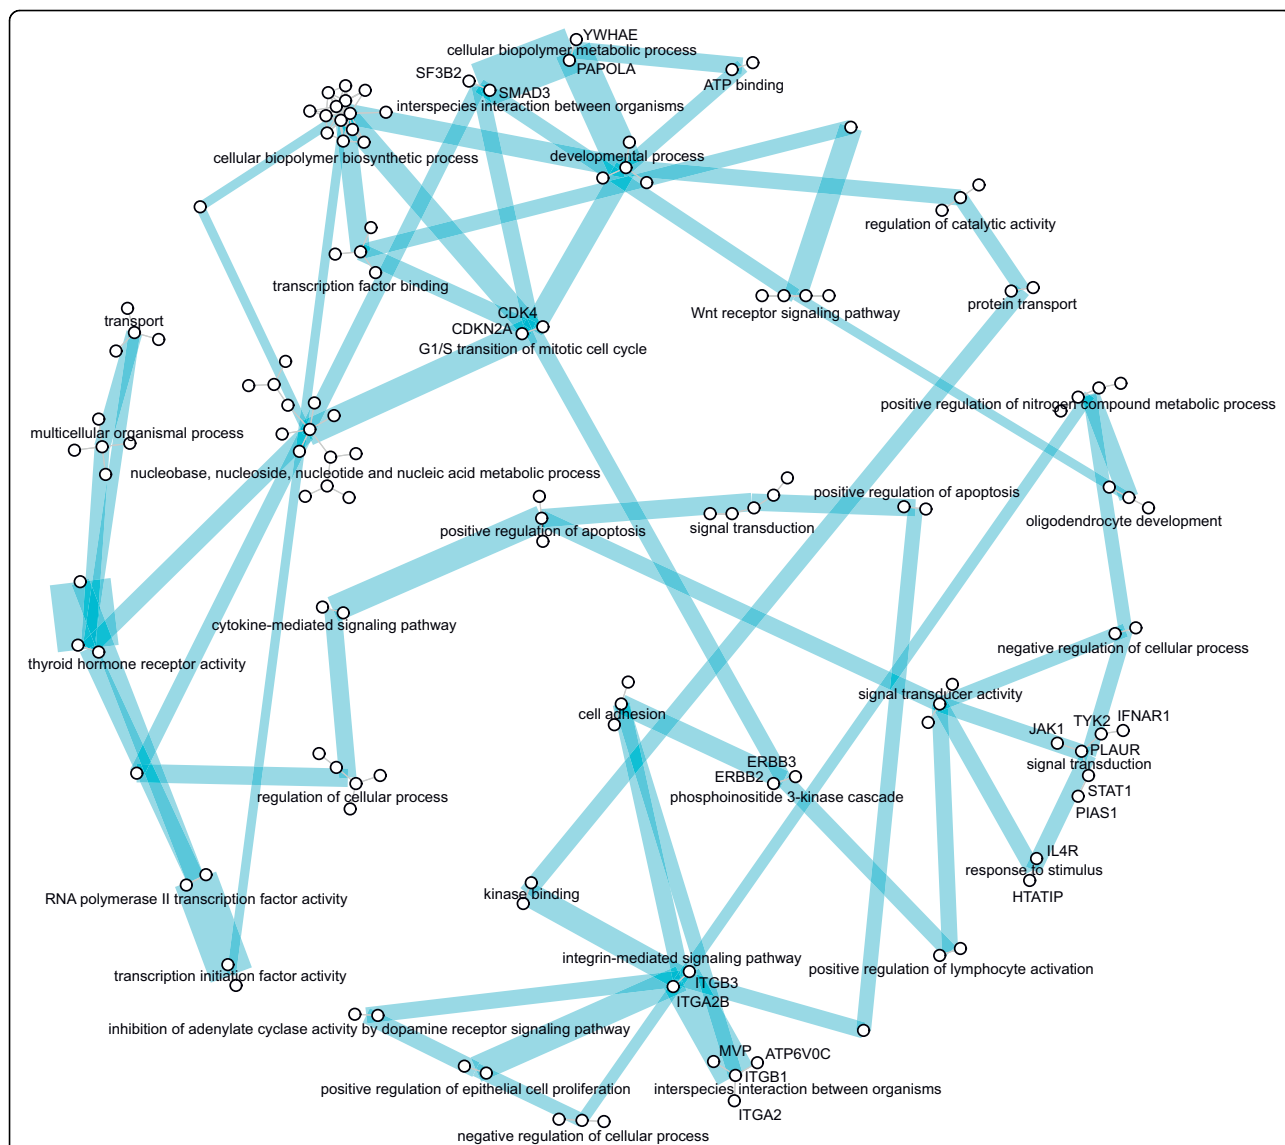 YWHAE
cellular biopolymer metabolic process
SF3B2
PAPOLA
ATP binding
SMAD3
interspecies interaction between organisms
cellular biopolymer biosynthetic process
developmental process
regulation of catalytic activity
transcription factor binding
protein transport
CDK4
Wnt receptor signaling pathway
transport
CDKN2A
G1/S transition of mitotic cell cycle
positive regulation of nitrogen compound metabolic process
multicellular organismal process
nucleobase, nucleoside, nucleotide and nucleic acid metabolic process
positive regulation of apoptosis
signal transduction
positive regulation of apoptosis
oligodendrocyte development
cytokine-mediated signaling pathway
negative regulation of cellular process
thyroid hormone receptor activity
signal transducer activity
cell adhesion
JAK1
TYK2
IFNAR1
PLAUR
signal transduction
ERBB3
ERBB2
phosphoinositide 3-kinase cascade
STAT1
PIAS1
regulation of cellular process
IL4R
response to stimulus
HTATIP
kinase binding
RNA polymerase II transcription factor activity
integrin-mediated signaling pathway
positive regulation of lymphocyte activation
transcription initiation factor activity
ITGB3
ITGA2B
inhibition of adenylate cyclase activity by dopamine receptor signaling pathway
MVP
ATP6V0C
ITGB1
positive regulation of epithelial cell proliferation
interspecies interaction between organisms
ITGA2
negative regulation of cellular process